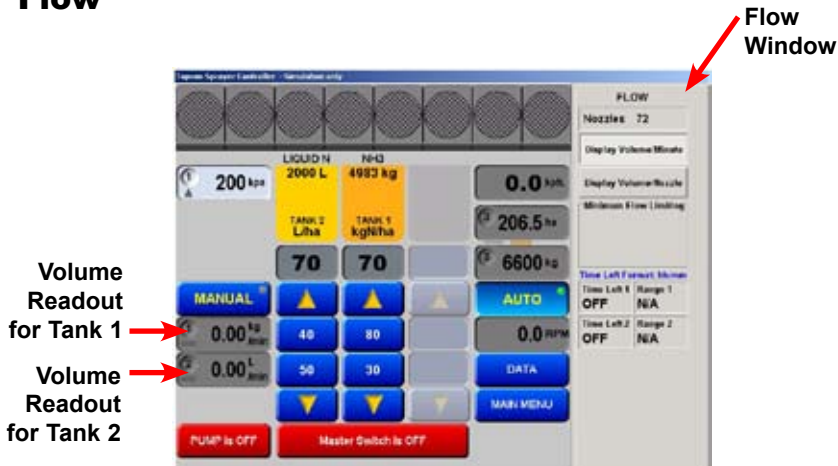 Flow
Flow
Window
Topcon Sprayer Controller - Simulation only
FLOW
Nozzles 72
Display Volume/Minute
Display Volume/Nozzle
Minimum Flow Limiting
LIQUID N
2000 L
TANK 2
L/ha
NH3
4983 kg
TANK 1
kgN/ha
200 kpa
0.0 kph
206.5 ha
6600 kg
70
70
Volume
Readout
for Tank 1
MANUAL
AUTO
0.00 kg
/min
40
80
0.0 RPM
Volume
Readout
for Tank 2
0.00 L
/min
50
30
DATA
MAIN MENU
PUMP is OFF
Master Switch is OFF
Time Left Format: hh:mm
Time Left 1 Range 1
OFF N/A
Time Left 2 Range 2
OFF N/A